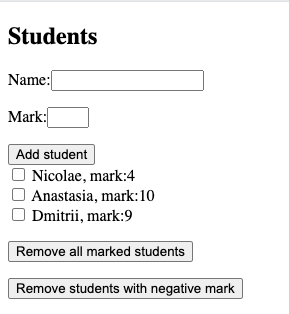 Students
Name:
Mark:
Add student
Nicolae, mark:4
Anastasia, mark:10
Dmitrii, mark:9
Remove all marked students
Remove students with negative mark